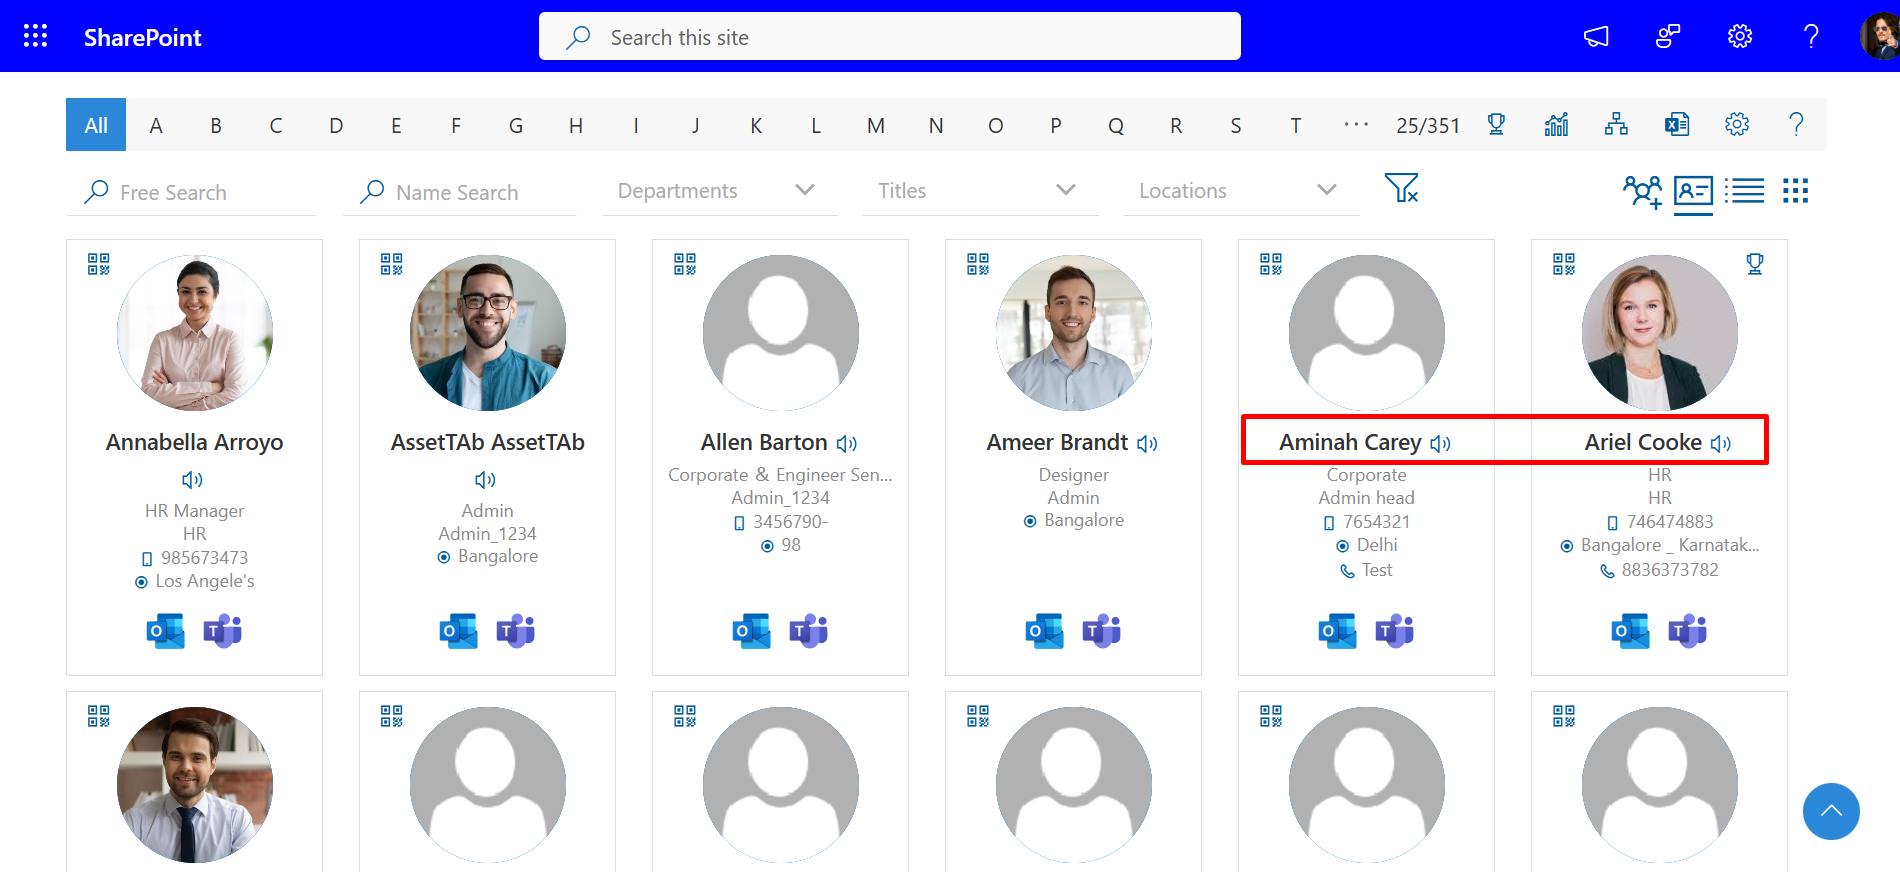 SharePoint
Search this site
All A B C D E F G H I J K L M N O P Q R S T ··· 25/351
Free Search
Name Search
Departments
Titles
Locations
Annabella Arroyo
HR Manager
HR
985673473
Los Angele's
AssetTAb AssetTAb
Admin
Admin_1234
Bangalore
Allen Barton
Corporate & Engineer Sen...
Admin_1234
3456790-
98
Ameer Brandt
Designer
Admin
Bangalore
Aminah Carey
Corporate
Admin head
7654321
Delhi
Test
Ariel Cooke
HR
HR
746474883
Bangalore _ Karnatak...
8836373782